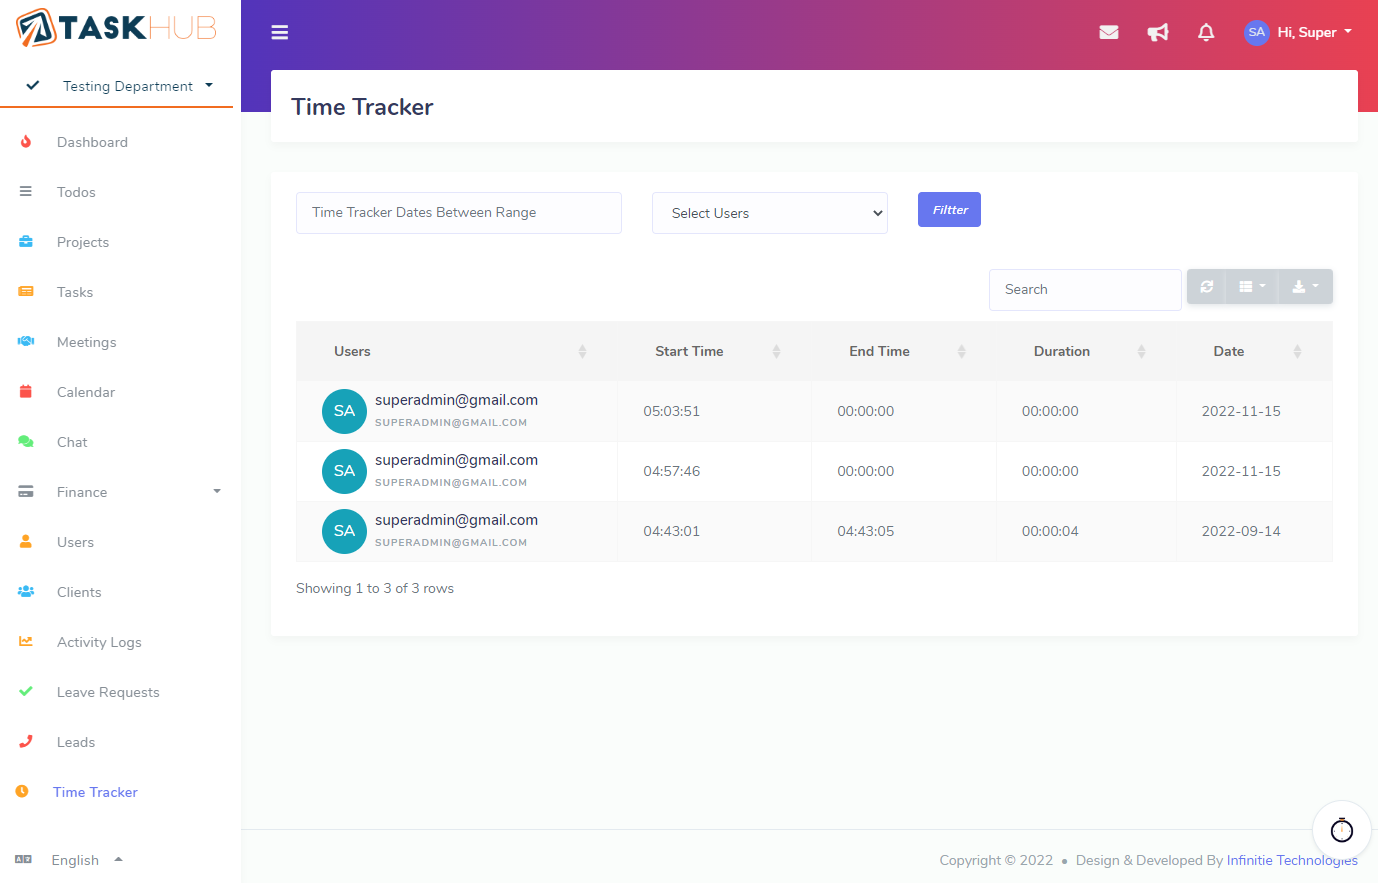 TASKHUB
Testing Department
Dashboard
Todos
Projects
Tasks
Meetings
Calendar
Chat
Finance
Users
Clients
Activity Logs
Leave Requests
Leads
Time Tracker
English
SA Hi, Super
Time Tracker
Time Tracker Dates Between Range Select Users Filtter
Search
Users Start Time End Time Duration Date
SA superadmin@gmail.com 05:03:51 00:00:00 00:00:00 2022-11-15
SUPERADMIN@GMAIL.COM
SA superadmin@gmail.com 04:57:46 00:00:00 00:00:00 2022-11-15
SUPERADMIN@GMAIL.COM
SA superadmin@gmail.com 04:43:01 04:43:05 00:00:04 2022-09-14
SUPERADMIN@GMAIL.COM
Showing 1 to 3 of 3 rows
Copyright © 2022 • Design & Developed By Infinitie Technologies